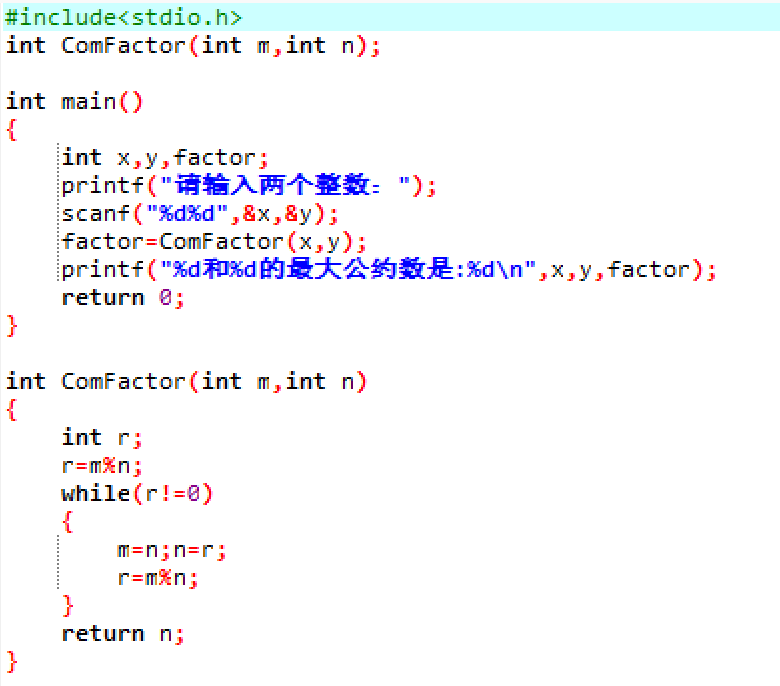 #include<stdio.h>
int ComFactor(int m,int n);
int main()
{
int x,y,factor;
printf("请输入两个整数：");
scanf("%d%d",&x,&y);
factor=ComFactor(x,y);
printf("%d和%d的最大公约数是:%d\n",x,y,factor);
return 0;
}
int ComFactor(int m,int n)
{
int r;
r=m%n;
while(r!=0)
{
m=n;n=r;
r=m%n;
}
return n;
}